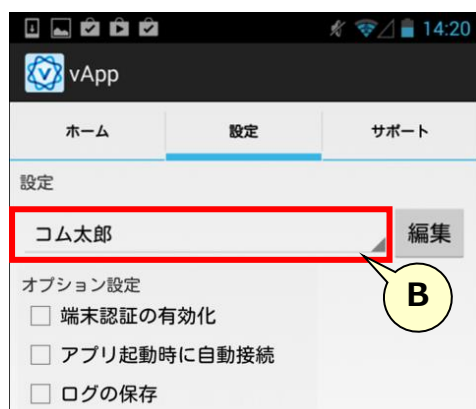 14:20
vApp
ホーム 設定 サポート
設定
コム太郎 編集
B
オプション設定
端末認証の有効化
アプリ起動時に自動接続
ログの保存